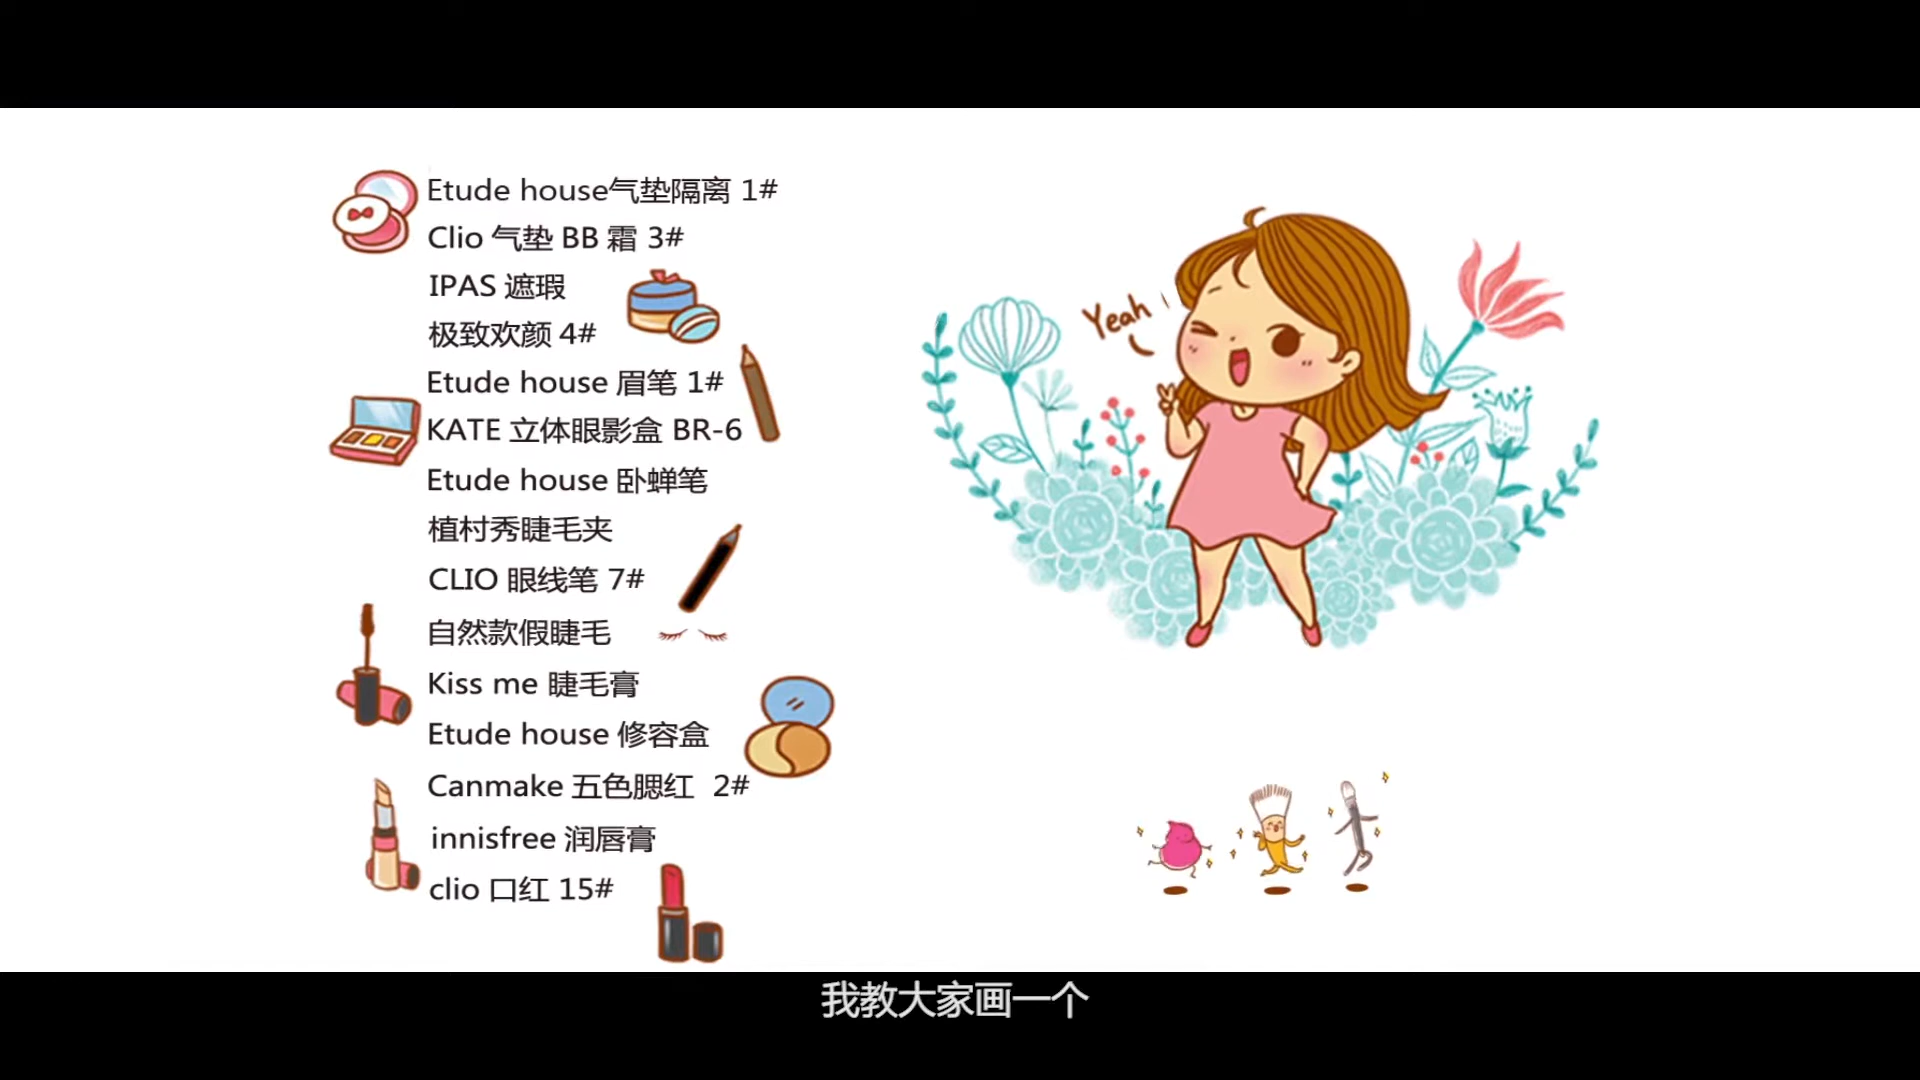 Etude house气垫隔离 1#
Clio 气垫 BB 霜 3#
IPAS 遮瑕
极致欢颜 4#
Etude house 眉笔 1#
KATE 立体眼影盒 BR-6
Etude house 卧蝉笔
植村秀睫毛夹
CLIO 眼线笔 7#
自然款假睫毛
Kiss me 睫毛膏
Etude house 修容盒
Canmake 五色腮红 2#
innisfree 润唇膏
clio 口红 15#
Yeah
我教大家画一个